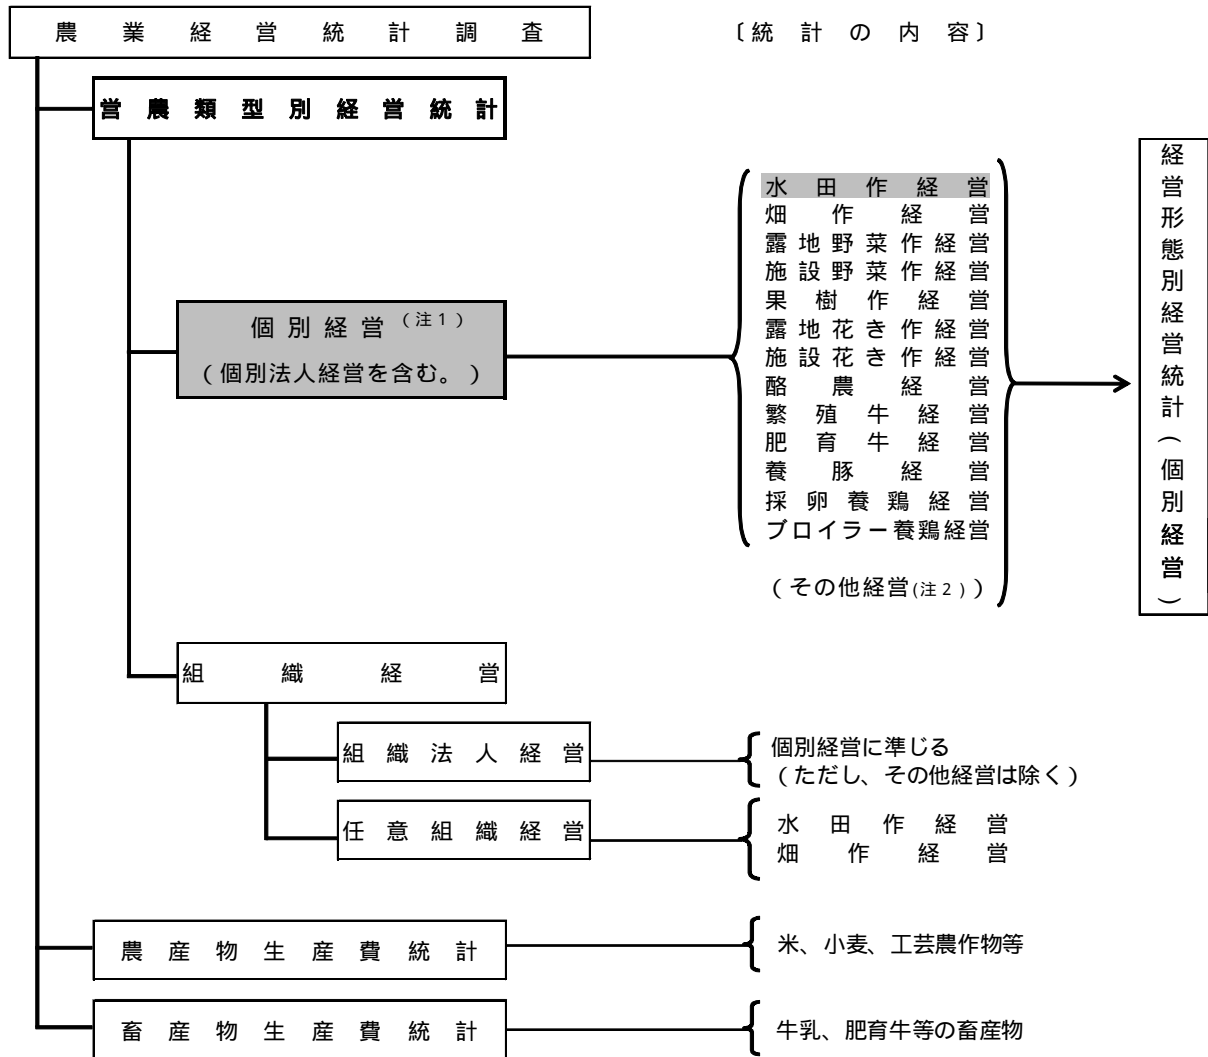 農業経営統計調査
〔統計の内容〕
営農類型別経営統計
個別経営(注1)
(個別法人経営を含む。)
水田作経営
畑作経営
露地野菜作経営
施設野菜作経営
果樹作経営
露地花き作経営
施設花き作経営
酪農経営
繁殖牛経営
肥育牛経営
養豚経営
採卵養鶏経営
ブロイラー養鶏経営
(その他経営(注2))
経営形態別経営統計(個別経営)
組織経営
組織法人経営
個別経営に準じる
(ただし、その他経営は除く)
任意組織経営
水田作経営
畑作経営
農産物生産費統計
米、小麦、工芸農作物等
畜産物生産費統計
牛乳、肥育牛等の畜産物